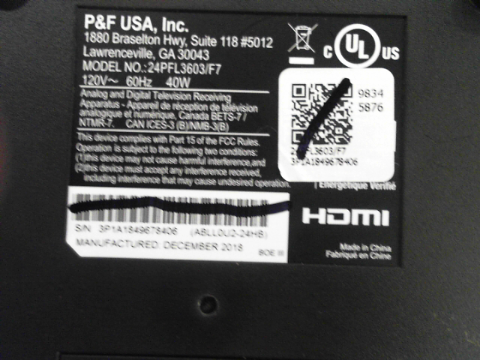 P&F USA, Inc.
1880 Braselton Hwy, Suite 118 #5012
Lawrenceville, GA 30043
MODEL NO.:24PFL3603/F7
120V~ 60Hz 40W
Analog and Digital Television Receiving
Apparatus - Appareil de réception de télévision
analogique et numérique, Canada BETS-7 /
NTMR-7 CAN ICES-3 (B)/NMB-3(B)
This device complies with Part 15 of the FCC Rules.
Operation is subject to the following two conditions:
(1)this device may not cause harmful interference, and
(2)this device must accept any interference received,
including interference that may cause undesired operation.
S/N 3P1A1849678406 (ABLL0U2-24HB)
MANUFACTURED. DECEMBER 2018
BOE III
C UL US
9834
5876
24PFL3603/F7
3P1A1849678406
Énergétique Vérifié
HDMI
Made in China
Fabriqué en Chine